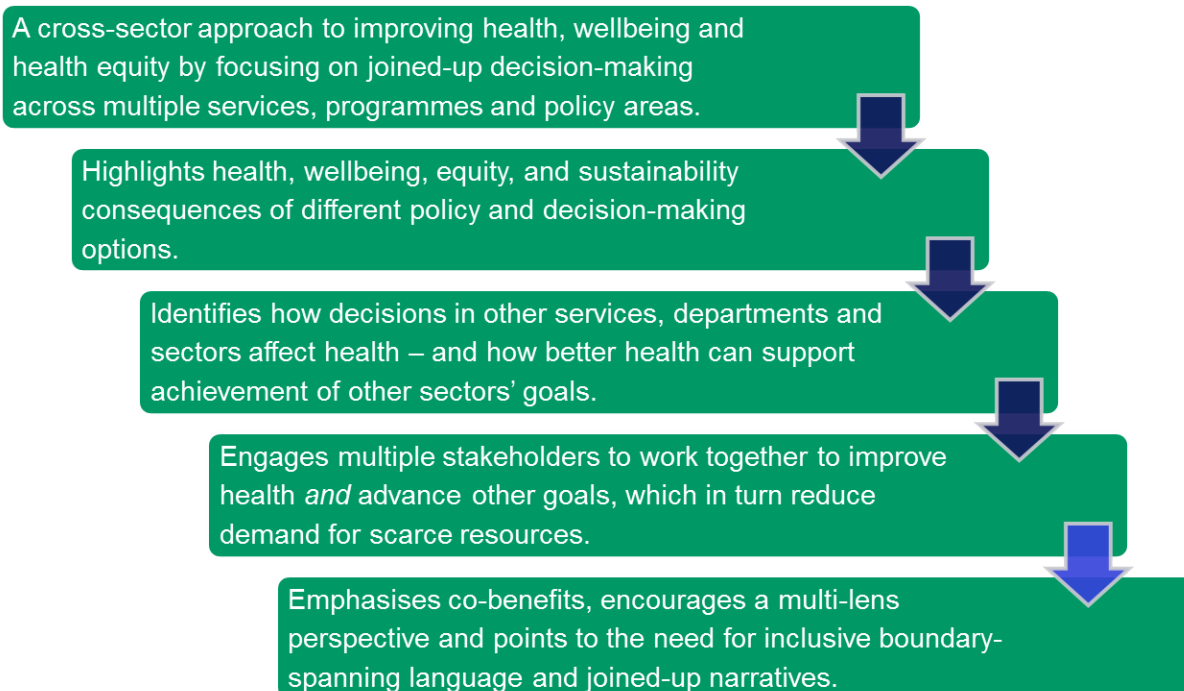 A cross-sector approach to improving health, wellbeing and
health equity by focusing on joined-up decision-making
across multiple services, programmes and policy areas.
Highlights health, wellbeing, equity, and sustainability
consequences of different policy and decision-making
options.
Identifies how decisions in other services, departments and
sectors affect health – and how better health can support
achievement of other sectors’ goals.
Engages multiple stakeholders to work together to improve
health and advance other goals, which in turn reduce
demand for scarce resources.
Emphasises co-benefits, encourages a multi-lens
perspective and points to the need for inclusive boundary-
spanning language and joined-up narratives.